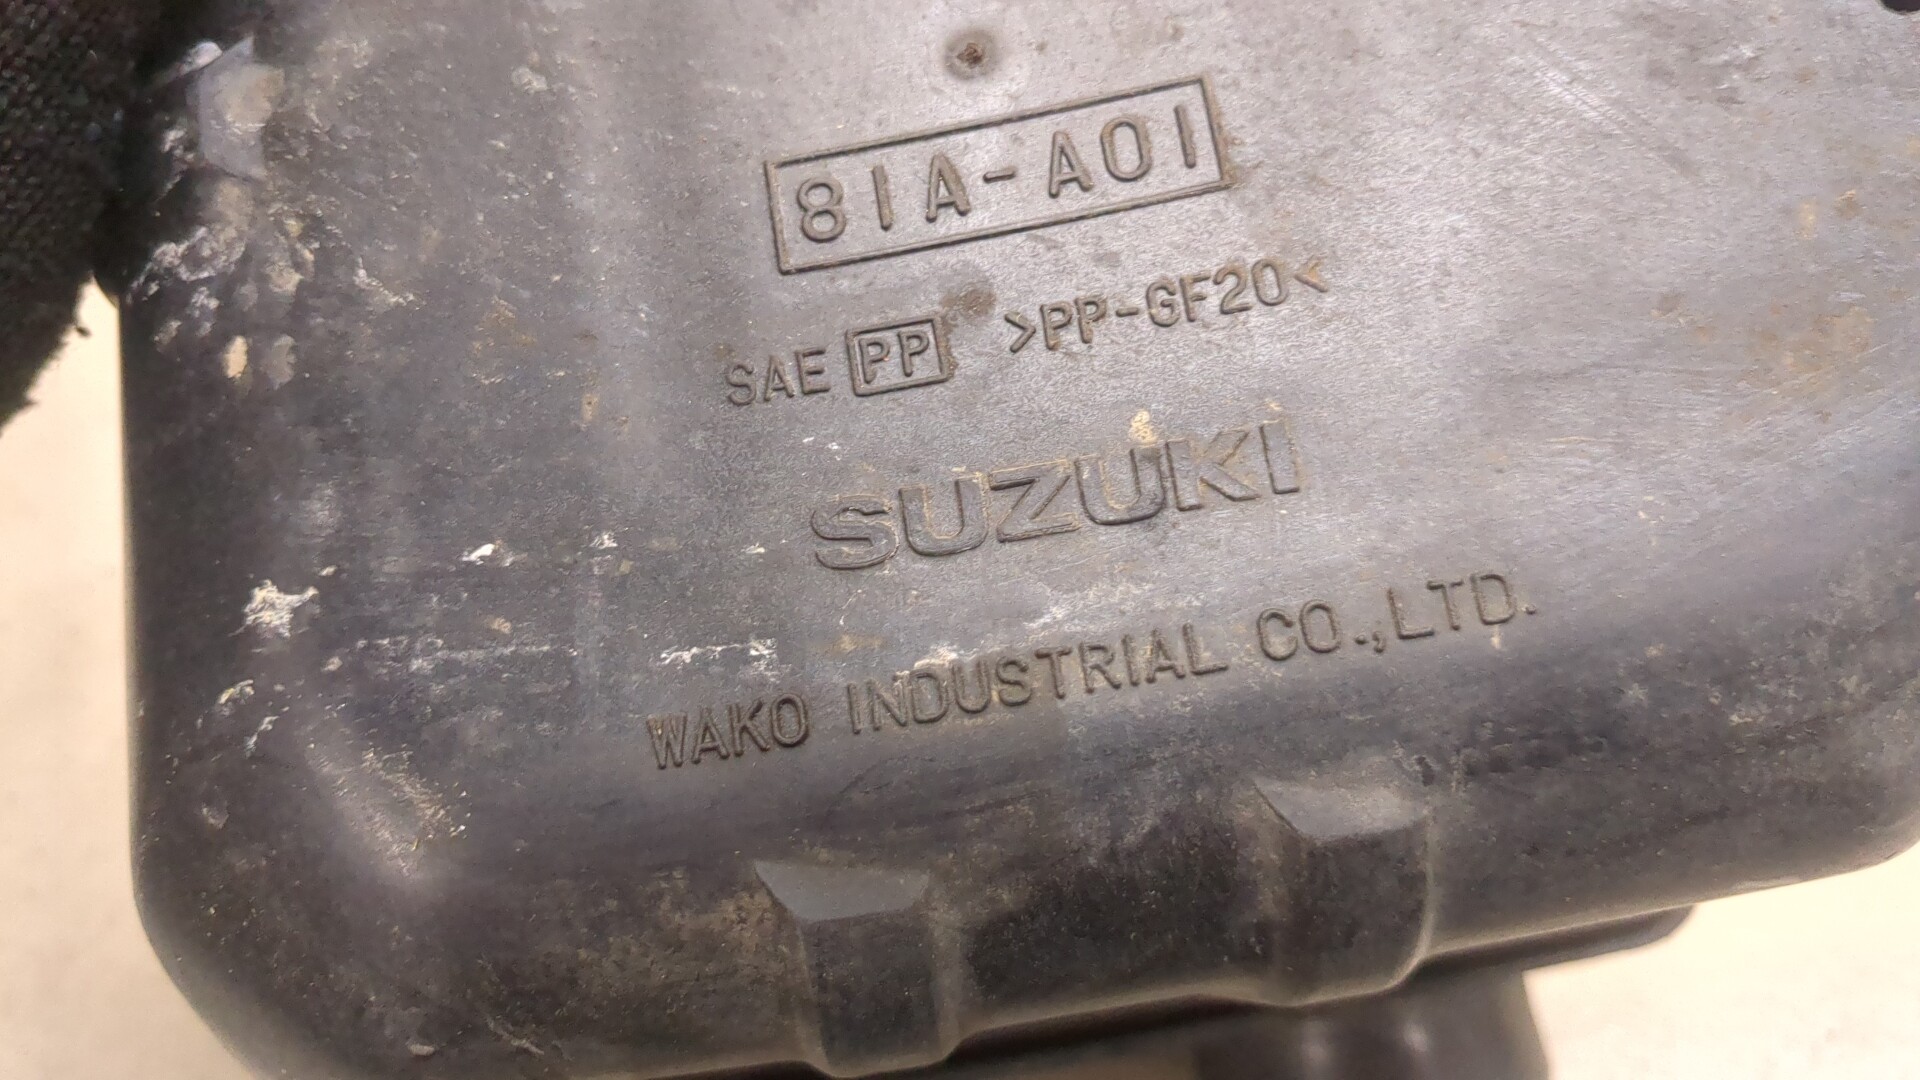 81A-A01
SAE PP >PP-GF20<
SUZUKI
WAKO INDUSTRIAL CO.,LTD.